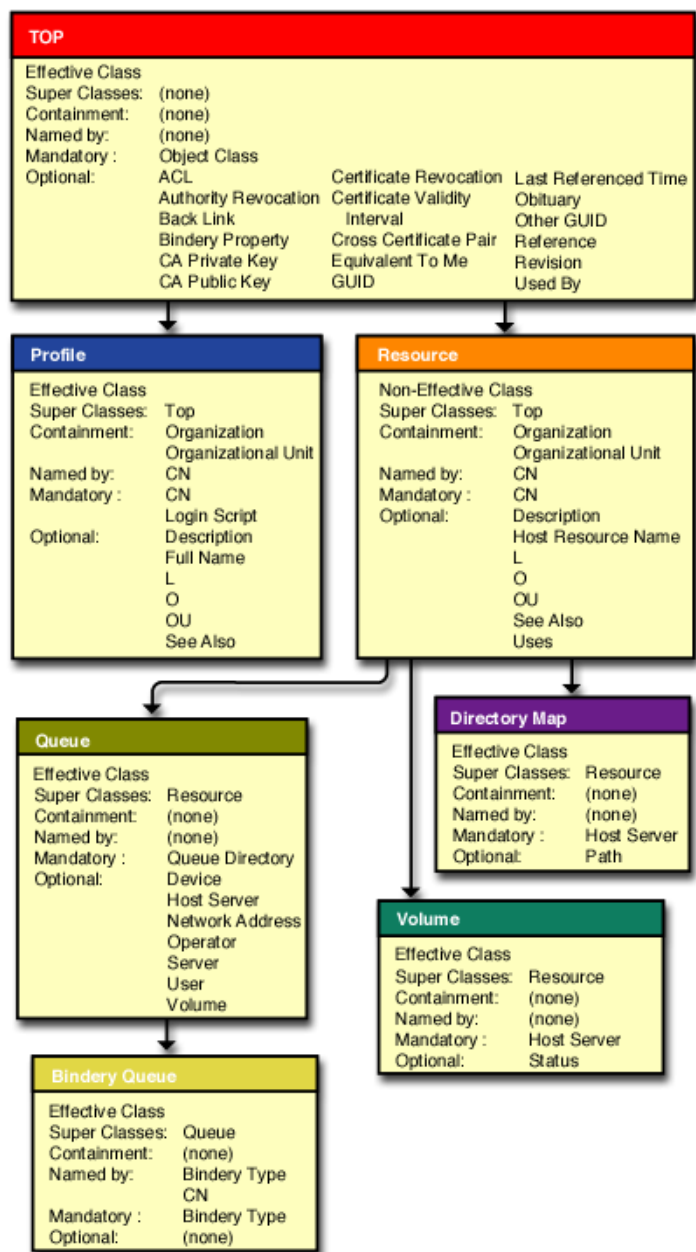 TOP
Effective Class
Super Classes: (none)
Containment: (none)
Named by: (none)
Mandatory : Object Class
Optional: ACL Certificate Revocation Last Referenced Time
Authority Revocation Certificate Validity Obituary
Back Link Interval Other GUID
Bindery Property Cross Certificate Pair Reference
CA Private Key Equivalent To Me Revision
CA Public Key GUID Used By
Profile
Effective Class
Super Classes: Top
Containment: Organization
Organizational Unit
Named by: CN
Mandatory : CN
Login Script
Optional: Description
Full Name
L
O
OU
See Also
Resource
Non-Effective Class
Super Classes: Top
Containment: Organization
Organizational Unit
Named by: CN
Mandatory : CN
Optional: Description
Host Resource Name
L
O
OU
See Also
Uses
Queue
Effective Class
Super Classes: Resource
Containment: (none)
Named by: (none)
Mandatory : Queue Directory
Optional: Device
Host Server
Network Address
Operator
Server
User
Volume
Directory Map
Effective Class
Super Classes: Resource
Containment: (none)
Named by: (none)
Mandatory : Host Server
Optional: Path
Volume
Effective Class
Super Classes: Resource
Containment: (none)
Named by: (none)
Mandatory : Host Server
Optional: Status
Bindery Queue
Effective Class
Super Classes: Queue
Containment: (none)
Named by: Bindery Type
CN
Mandatory : Bindery Type
Optional: (none)